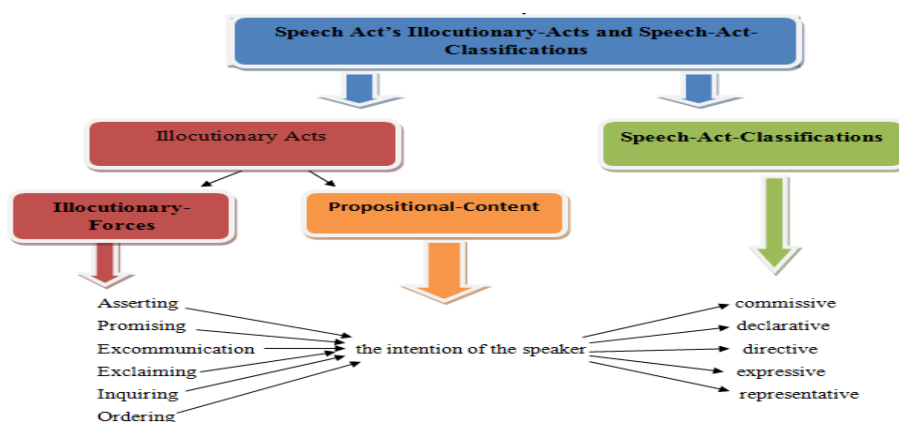 Speech Act's Illocutionary-Acts and Speech-Act-
Classifications
Illocutionary Acts
Speech-Act-Classifications
Illocutionary-
Forces
Propositional-Content
Asserting
Promising
Excommunication
Exclaiming
Inquiring
Ordering
the intention of the speaker
commissive
declarative
directive
expressive
representative